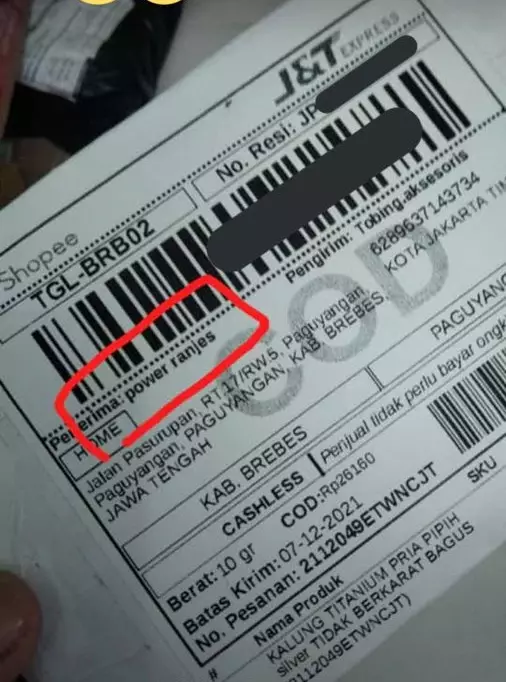 J&T EXPRESS
No. Resi: JP
Shopee
TGL-BRB02
Penerima: power ranjes
Pengirim: Tobing.aksesoris
6289637143734
KOTA JAKARTA TIM
HOME
COD
Jalan Pasurupan, RT.17/RW.5, Paguyangan,
Paguyangan, PAGUYANGAN, KAB. BREBES,
JAWA TENGAH
KAB. BREBES
PAGUYANG
CASHLESS
Penjual tidak perlu bayar ongk
COD:Rp26160
Berat: 10 gr
Batas Kirim: 07-12-2021
No. Pesanan: 2112049ETWNCJT
#
Nama Produk
SKU
KALUNG TITANIUM PRIA PIPIH
silver TIDAK BERKARAT BAGUS
2112049ETWNCJT)